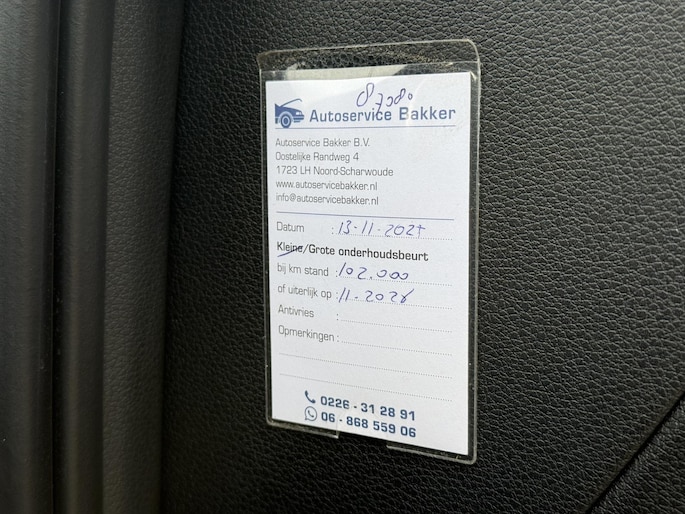 Autoservice Bakker
Autoservice Bakker B.V.
Oostelijke Randweg 4
1723 LH Noord-Scharwoude
www.autoservicebakker.nl
info@autoservicebakker.nl
Datum : 13-11-202
Kleine/Grote onderhoudsbeurt
bij km stand : 102.000
of uiterlijk op : 11-2026
Antivries :
Opmerkingen :
0226 - 31 28 91
06 - 868 559 06